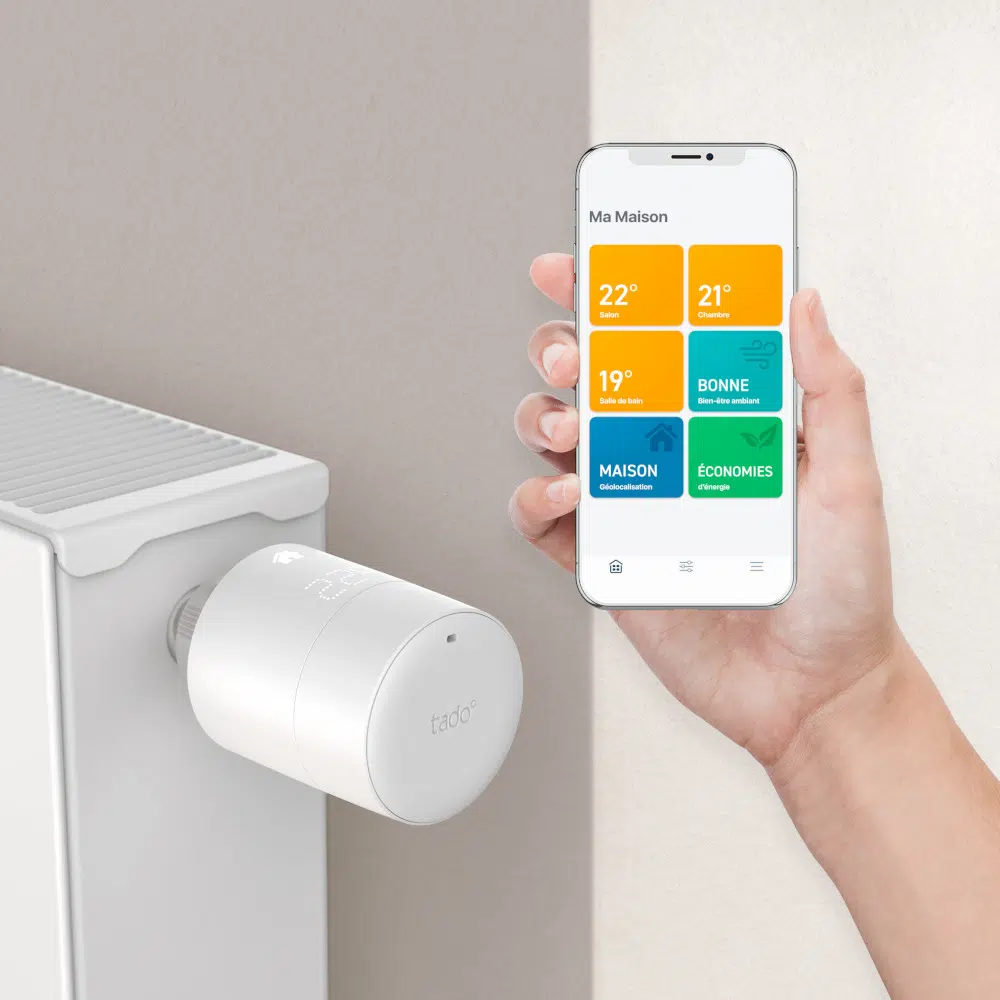 Ma Maison
22°
Salon
21°
Chambre
19°
Salle de bain
BONNE
Bien-être ambiant
MAISON
Géolocalisation
ÉCONOMIES
d'énergie
22
tado°